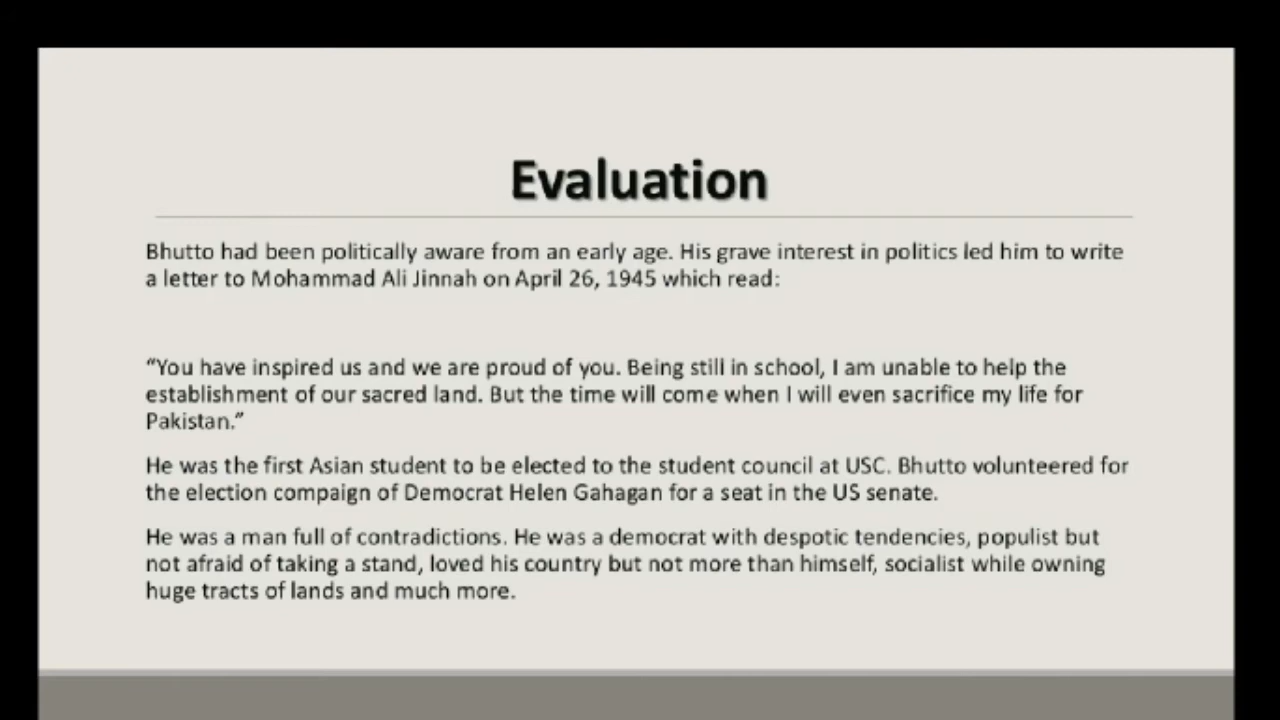 Evaluation
Bhutto had been politically aware from an early age. His grave interest in politics led him to write
a letter to Mohammad Ali Jinnah on April 26, 1945 which read:
“You have inspired us and we are proud of you. Being still in school, I am unable to help the
establishment of our sacred land. But the time will come when I will even sacrifice my life for
Pakistan.”
He was the first Asian student to be elected to the student council at USC. Bhutto volunteered for
the election compaign of Democrat Helen Gahagan for a seat in the US senate.
He was a man full of contradictions. He was a democrat with despotic tendencies, populist but
not afraid of taking a stand, loved his country but not more than himself, socialist while owning
huge tracts of lands and much more.